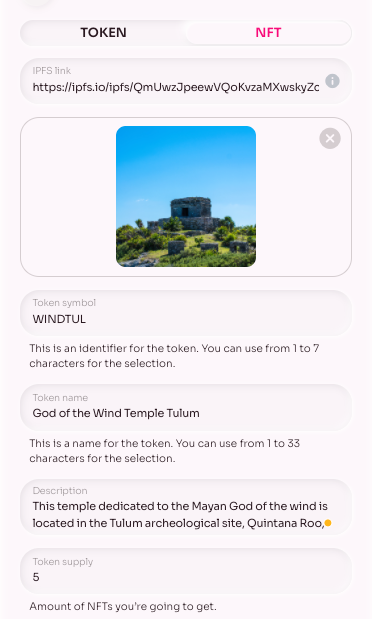 TOKEN NFT
IPFS link
https://ipfs.io/ipfs/QmUwzJpeewVQoKvzaMXwskyZc
Token symbol
WINDTUL
This is an identifier for the token. You can use from 1 to 7
characters for the selection.
Token name
God of the Wind Temple Tulum
This is a name for the token. You can use from 1 to 33
characters for the selection.
Description
This temple dedicated to the Mayan God of the wind is
located in the Tulum archeological site, Quintana Roo,
Token supply
5
Amount of NFTs you're going to get.